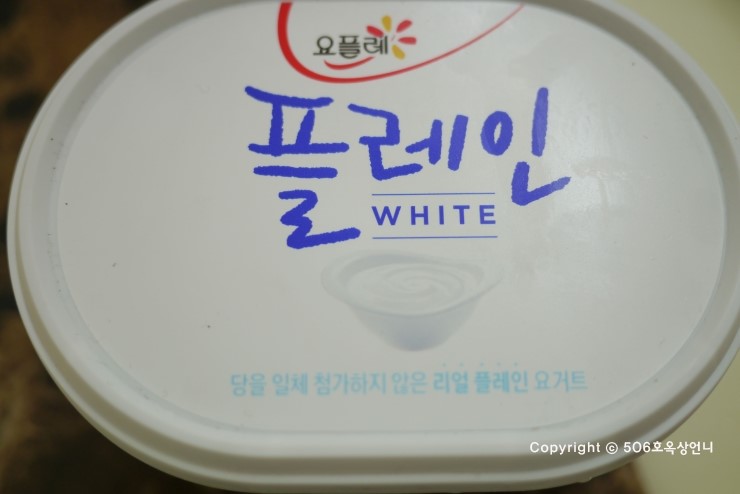 요플레
플레인
WHITE
당을 일체 첨가하지 않은 리얼 플레인 요거트
Copyright © 506호옥상언니